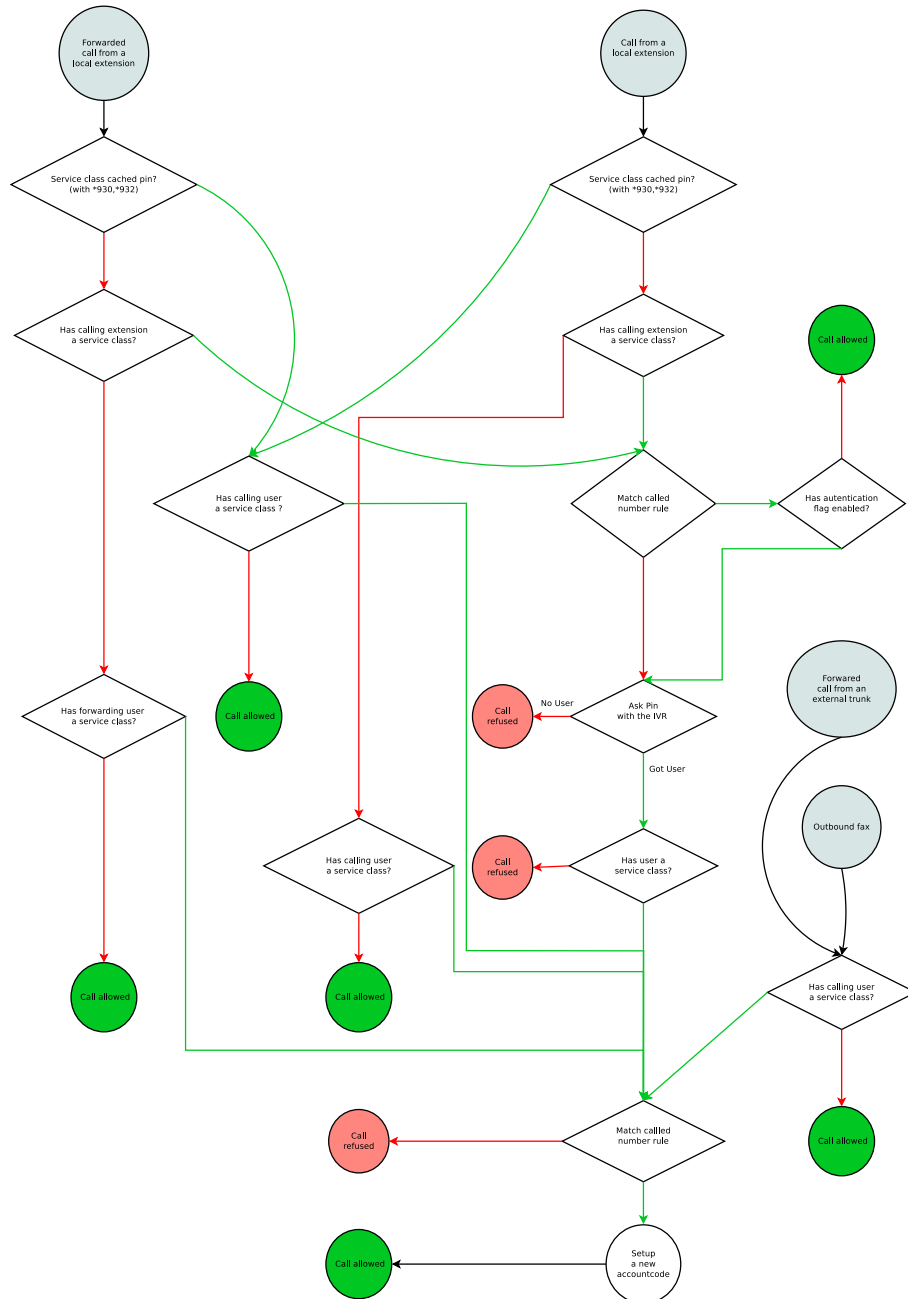 Forwarded
call from a
local extension
Call from a
local extension
Service class cached pin?
(with *930,*932)
Service class cached pin?
(with *930,*932)
Has calling extension
a service class?
Has calling extension
a service class?
Call allowed
Has calling user
a service class ?
Match called
number rule
Has autentication
flag enabled?
Forwared
call from an
external trunk
Has forwarding user
a service class?
Call allowed
Call
refused
No User
Ask Pin
with the IVR
Got User
Outbound fax
Has calling user
a service class?
Call
refused
Has user a
service class?
Call allowed
Call allowed
Has calling user
a service class?
Call
refused
Match called
number rule
Call allowed
Call allowed
Setup
a new
accountcode